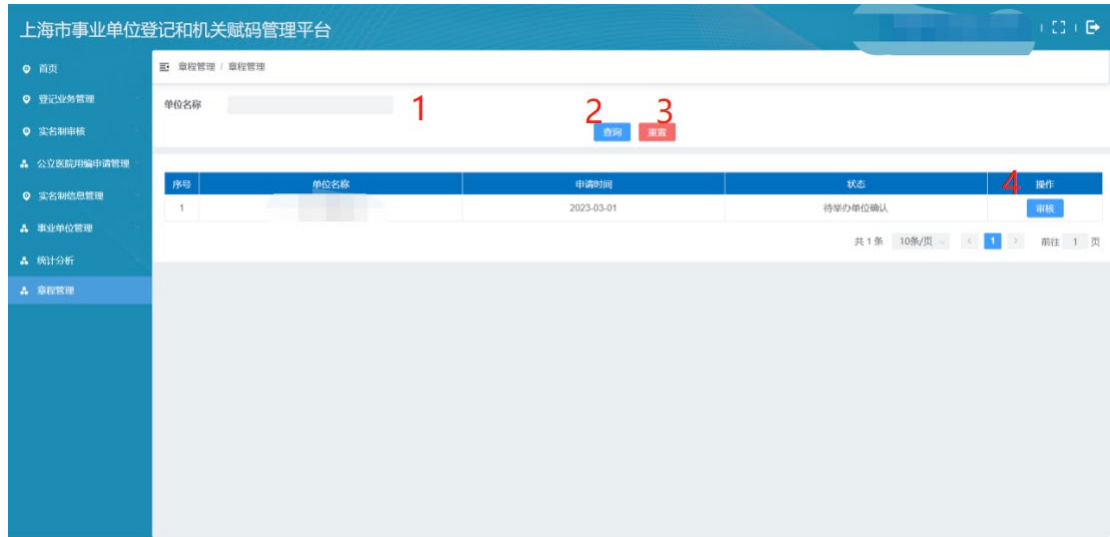 上海市事业单位登记和机关赋码管理平台
首页
章程管理 / 章程管理
登记业务管理
单位名称
1
2
3
实名制审核
查询
重置
公立医院用编申请管理
实名制信息管理
序号 单位名称 申请时间 状态 4 操作
1 2023-03-01 待举办单位确认 审核
事业单位管理
共 1 条 10条/页 < 1 > 前往 1 页
统计分析
章程管理